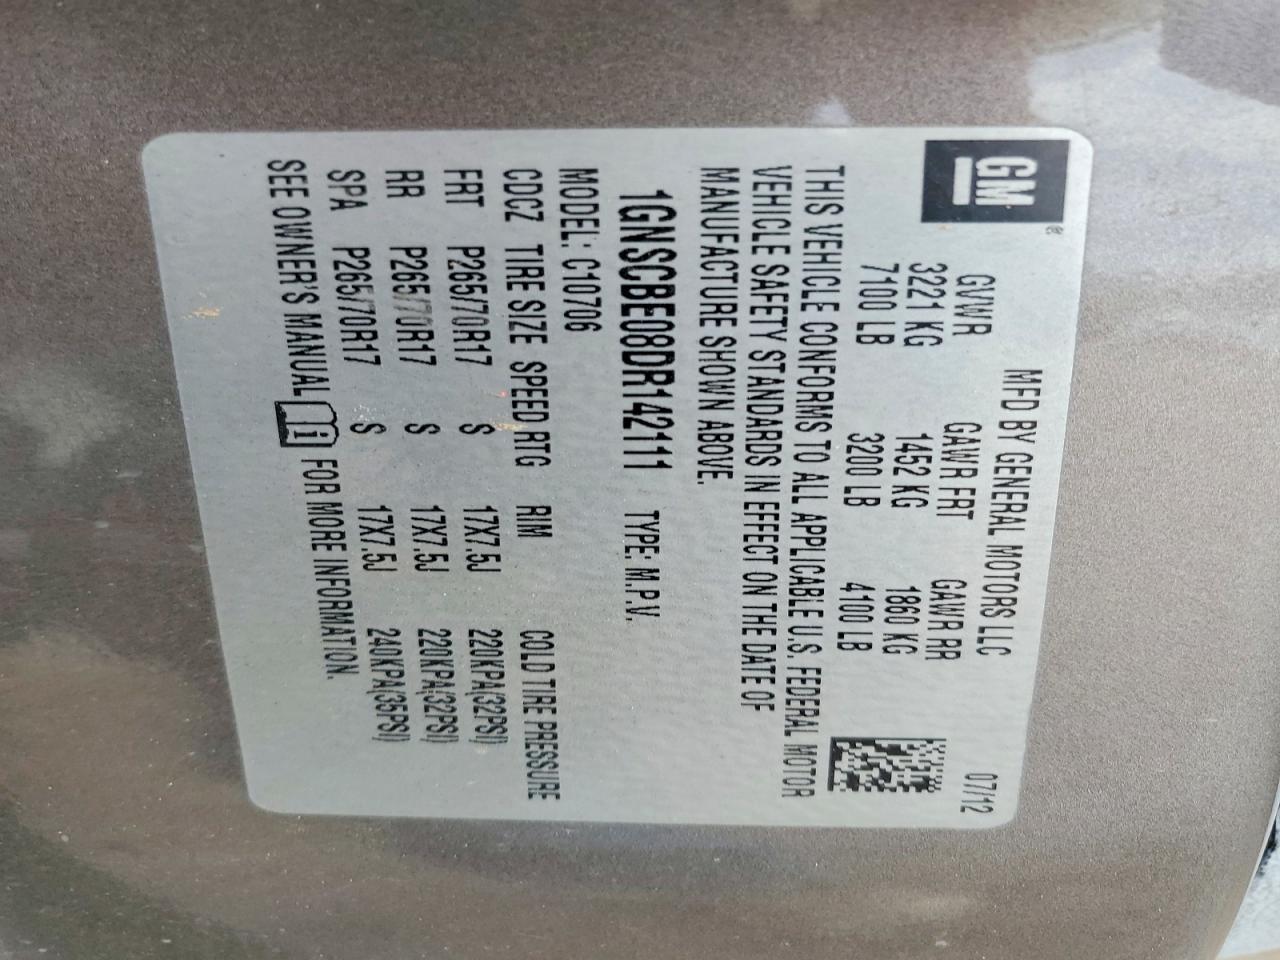 GM
MFD BY GENERAL MOTORS LLC 07/12
GVWR GAWR FRT GAWR RR
3221 KG 1452 KG 1860 KG
7100 LB 3200 LB 4100 LB
THIS VEHICLE CONFORMS TO ALL APPLICABLE U.S. FEDERAL MOTOR
VEHICLE SAFETY STANDARDS IN EFFECT ON THE DATE OF
MANUFACTURE SHOWN ABOVE.
1GNSCBE08DR142111 TYPE: M.P.V.
MODEL: C10706
CDCZ TIRE SIZE SPEED RTG RIM COLD TIRE PRESSURE
FRT P265/70R17 S 17X7.5J 220KPA(32PSI)
RR P265/70R17 S 17X7.5J 220KPA(32PSI)
SPA P265/70R17 S 17X7.5J 240KPA(35PSI)
SEE OWNER'S MANUAL i FOR MORE INFORMATION.